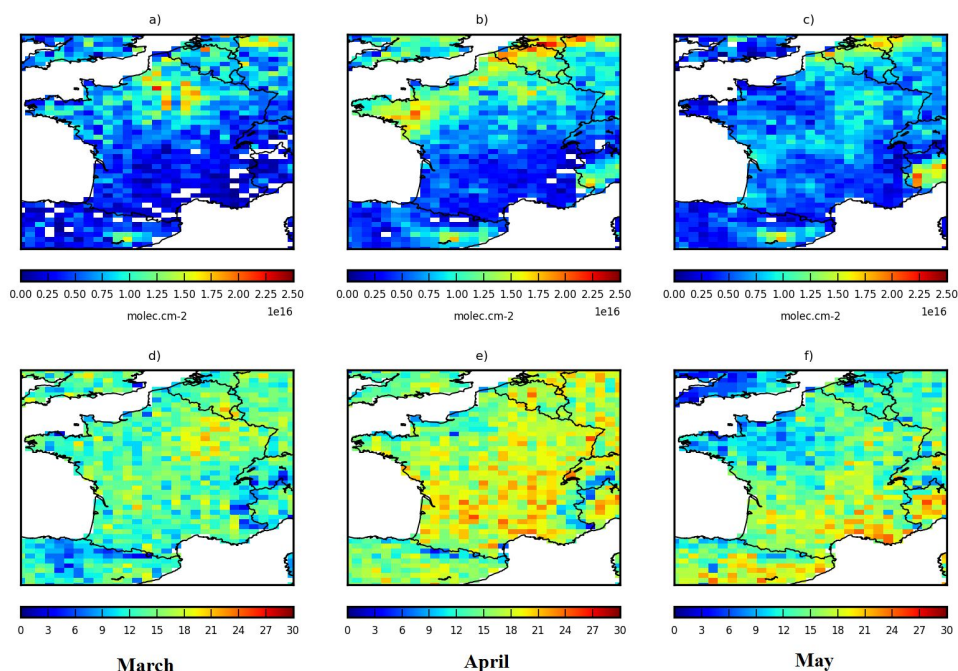 a) b) c)
0.00 0.25 0.50 0.75 1.00 1.25 1.50 1.75 2.00 2.25 2.50 0.00 0.25 0.50 0.75 1.00 1.25 1.50 1.75 2.00 2.25 2.50 0.00 0.25 0.50 0.75 1.00 1.25 1.50 1.75 2.00 2.25 2.50
molec.cm-2 1e16 molec.cm-2 1e16 molec.cm-2 1e16
d) e) f)
0 3 6 9 12 15 18 21 24 27 30 0 3 6 9 12 15 18 21 24 27 30 0 3 6 9 12 15 18 21 24 27 30
March April May